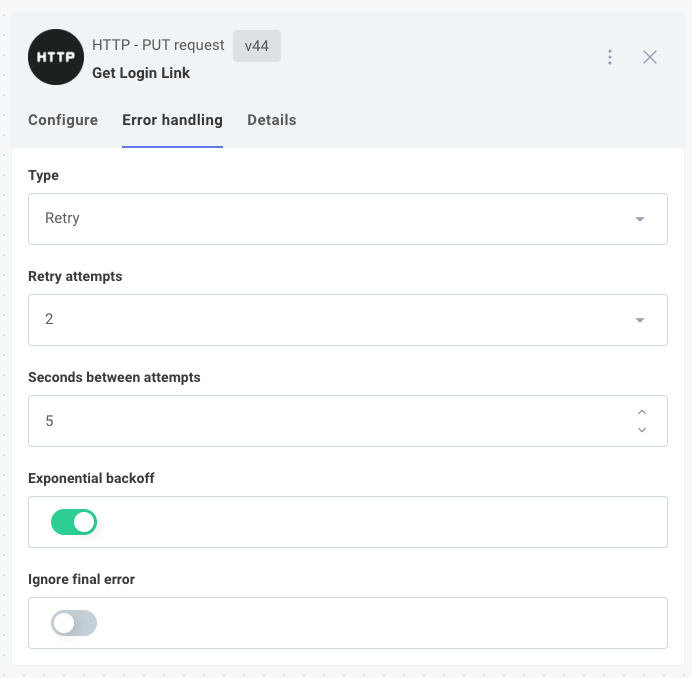 HTTP
HTTP - PUT request v44
Get Login Link
Configure Error handling Details
Type
Retry
Retry attempts
2
Seconds between attempts
5
Exponential backoff
Ignore final error